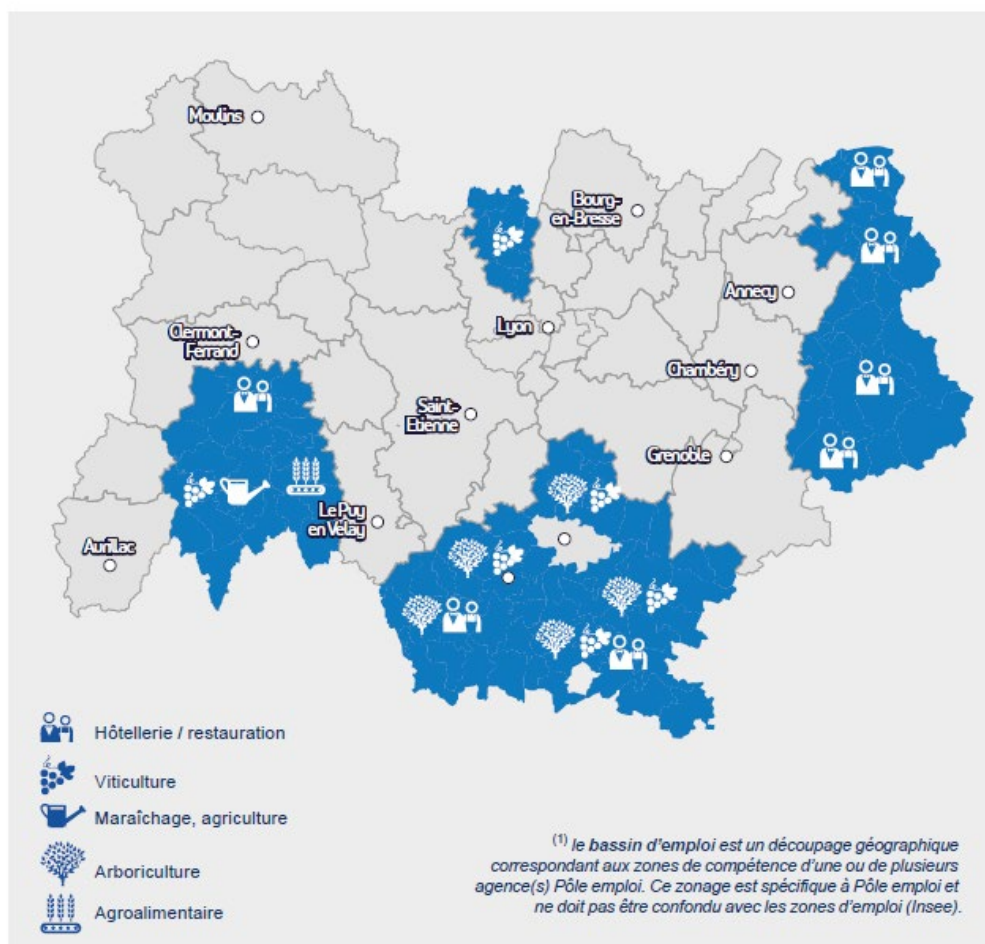 Moulins
Bourg-
en-Bresse
Annecy
Lyon
Clermont-
Ferrand
Chambéry
Saint-
Etienne
Grenoble
Le Puy
en Velay
Aurillac
Hôtellerie / restauration
Viticulture
Maraîchage, agriculture
Arboriculture
Agroalimentaire
(1) le bassin d'emploi est un découpage géographique
correspondant aux zones de compétence d'une ou de plusieurs
agence(s) Pôle emploi. Ce zonage est spécifique à Pôle emploi et
ne doit pas être confondu avec les zones d'emploi (Insee).